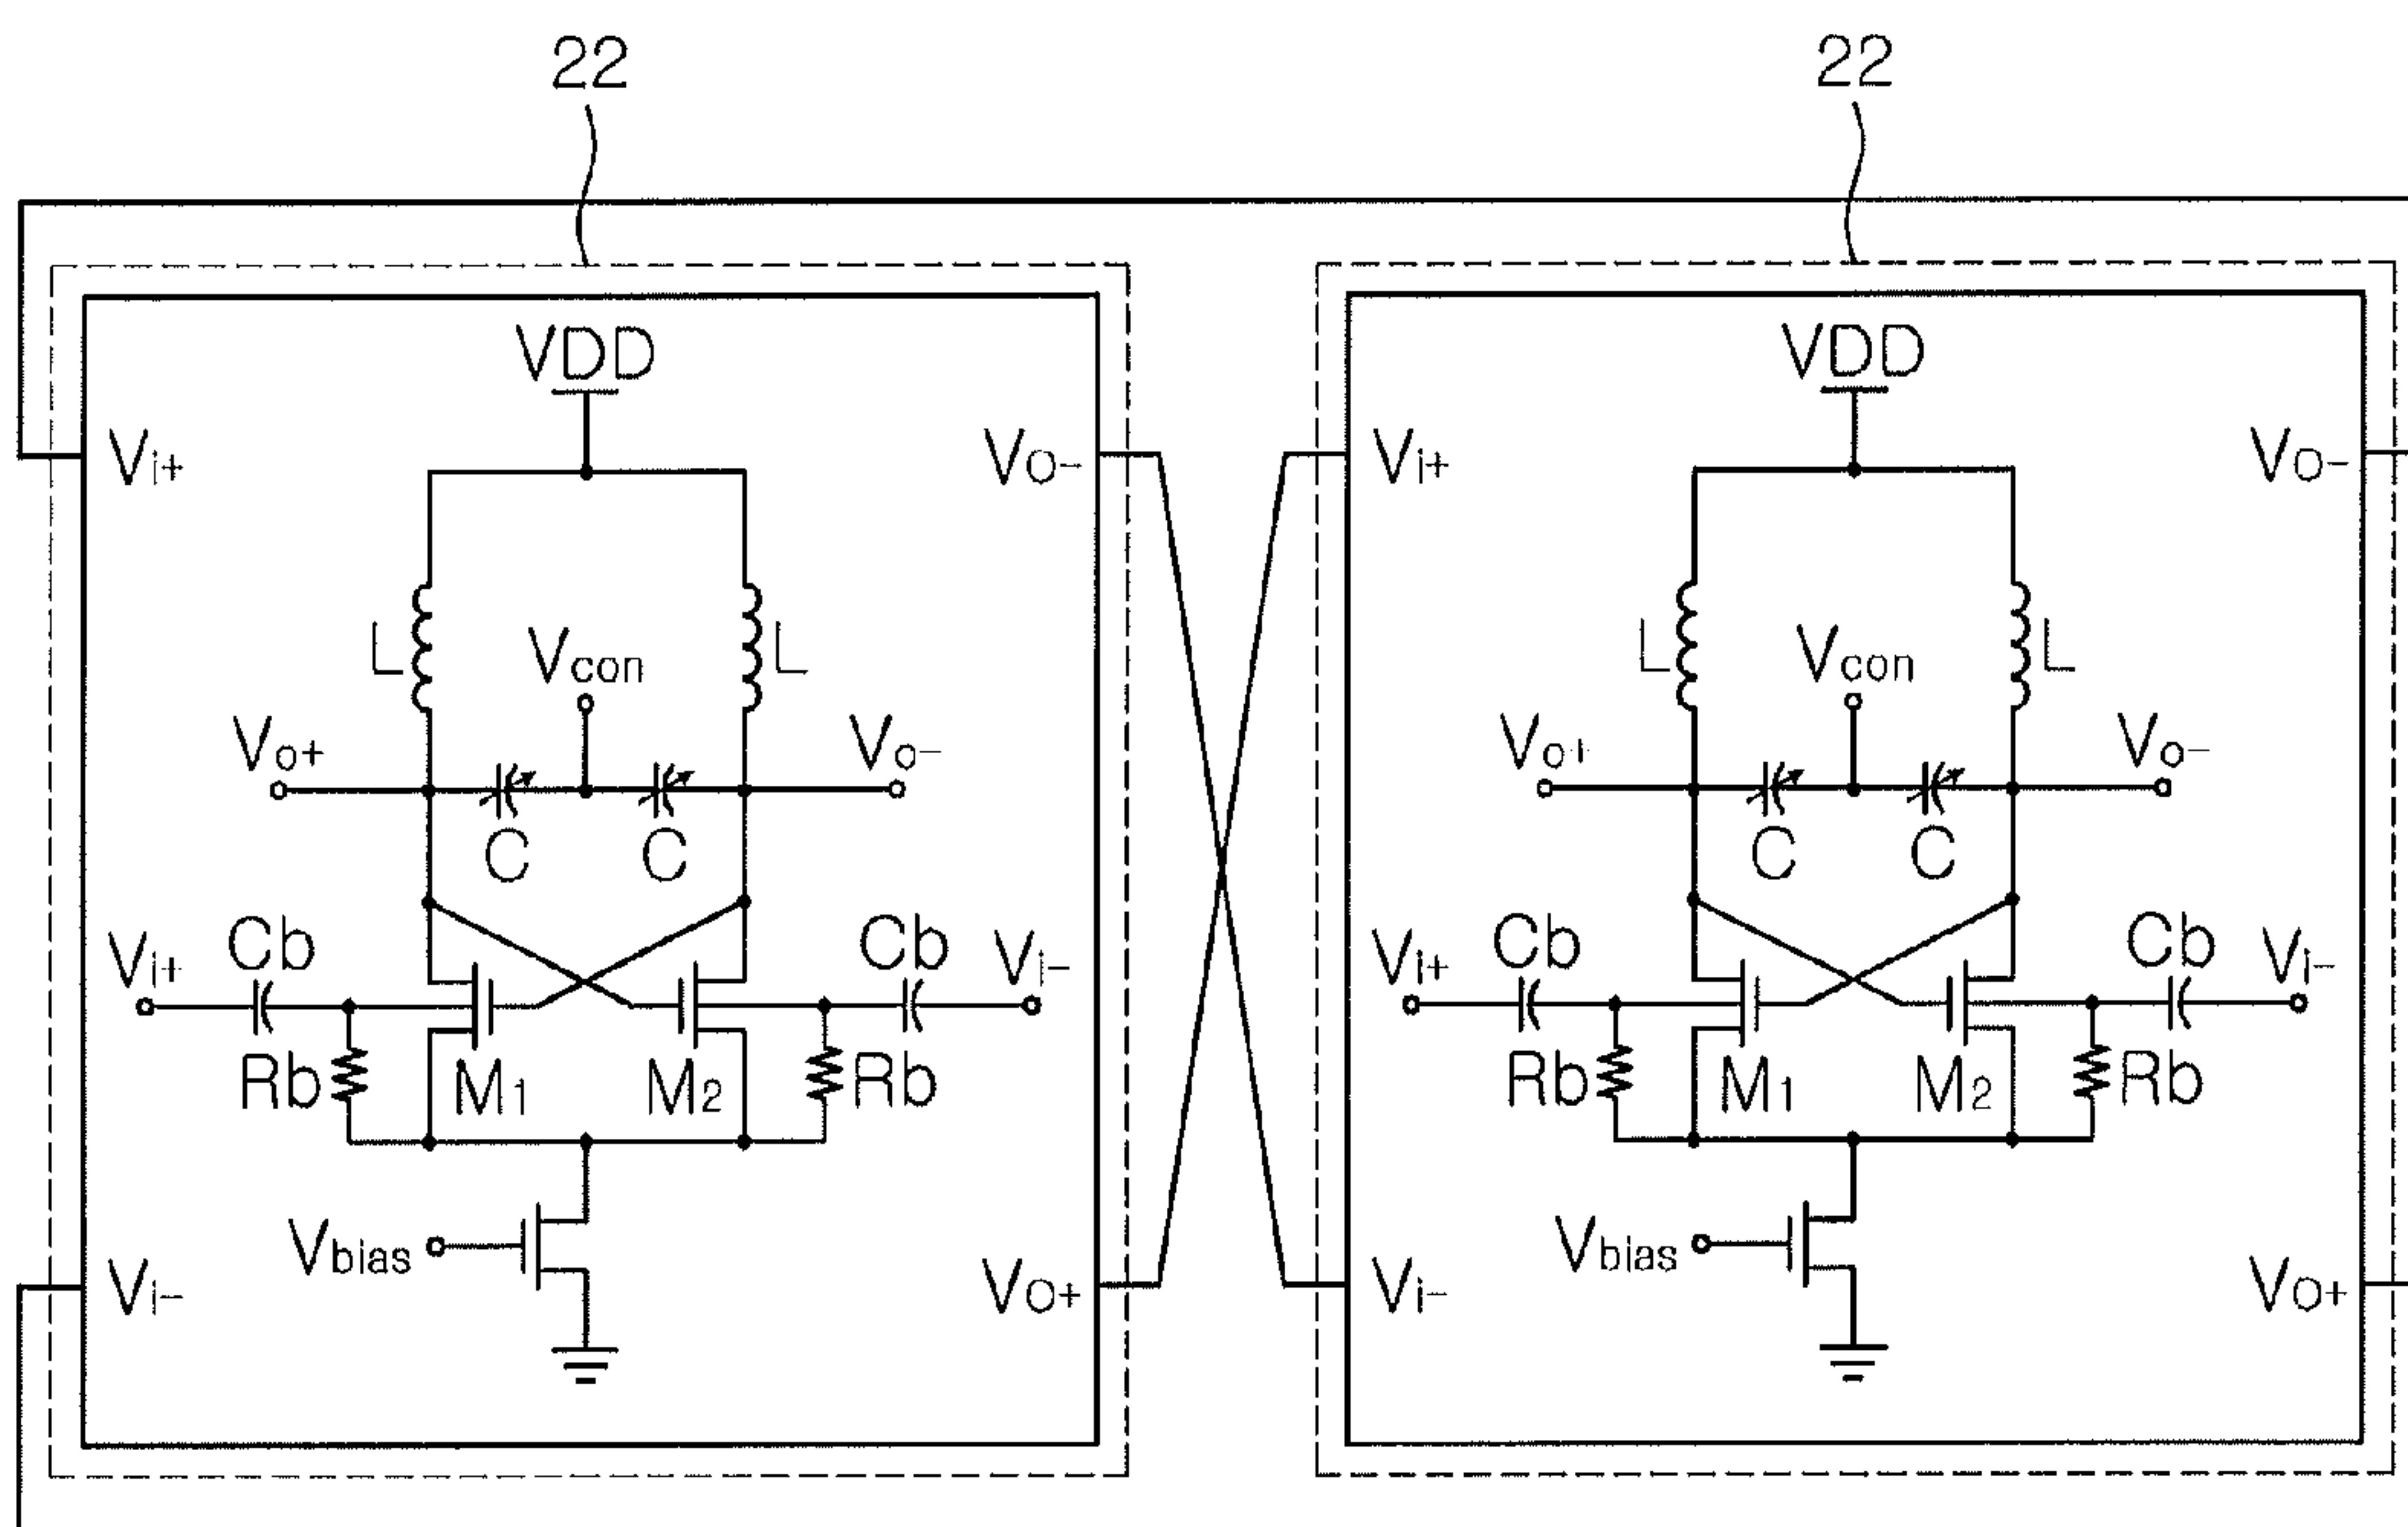 22
22
VDD
VDD
Vi+
VO-
Vi+
VO-
L
Vcon
L
L
Vcon
L
Vo+
Vo-
Vo+
Vo-
C
C
C
C
Vi+
Cb
Cb
Vi-
Vi+
Cb
Cb
Vi-
Rb
M1
M2
Rb
Rb
M1
M2
Rb
Vbias
Vbias
Vi-
VO+
Vi-
VO+